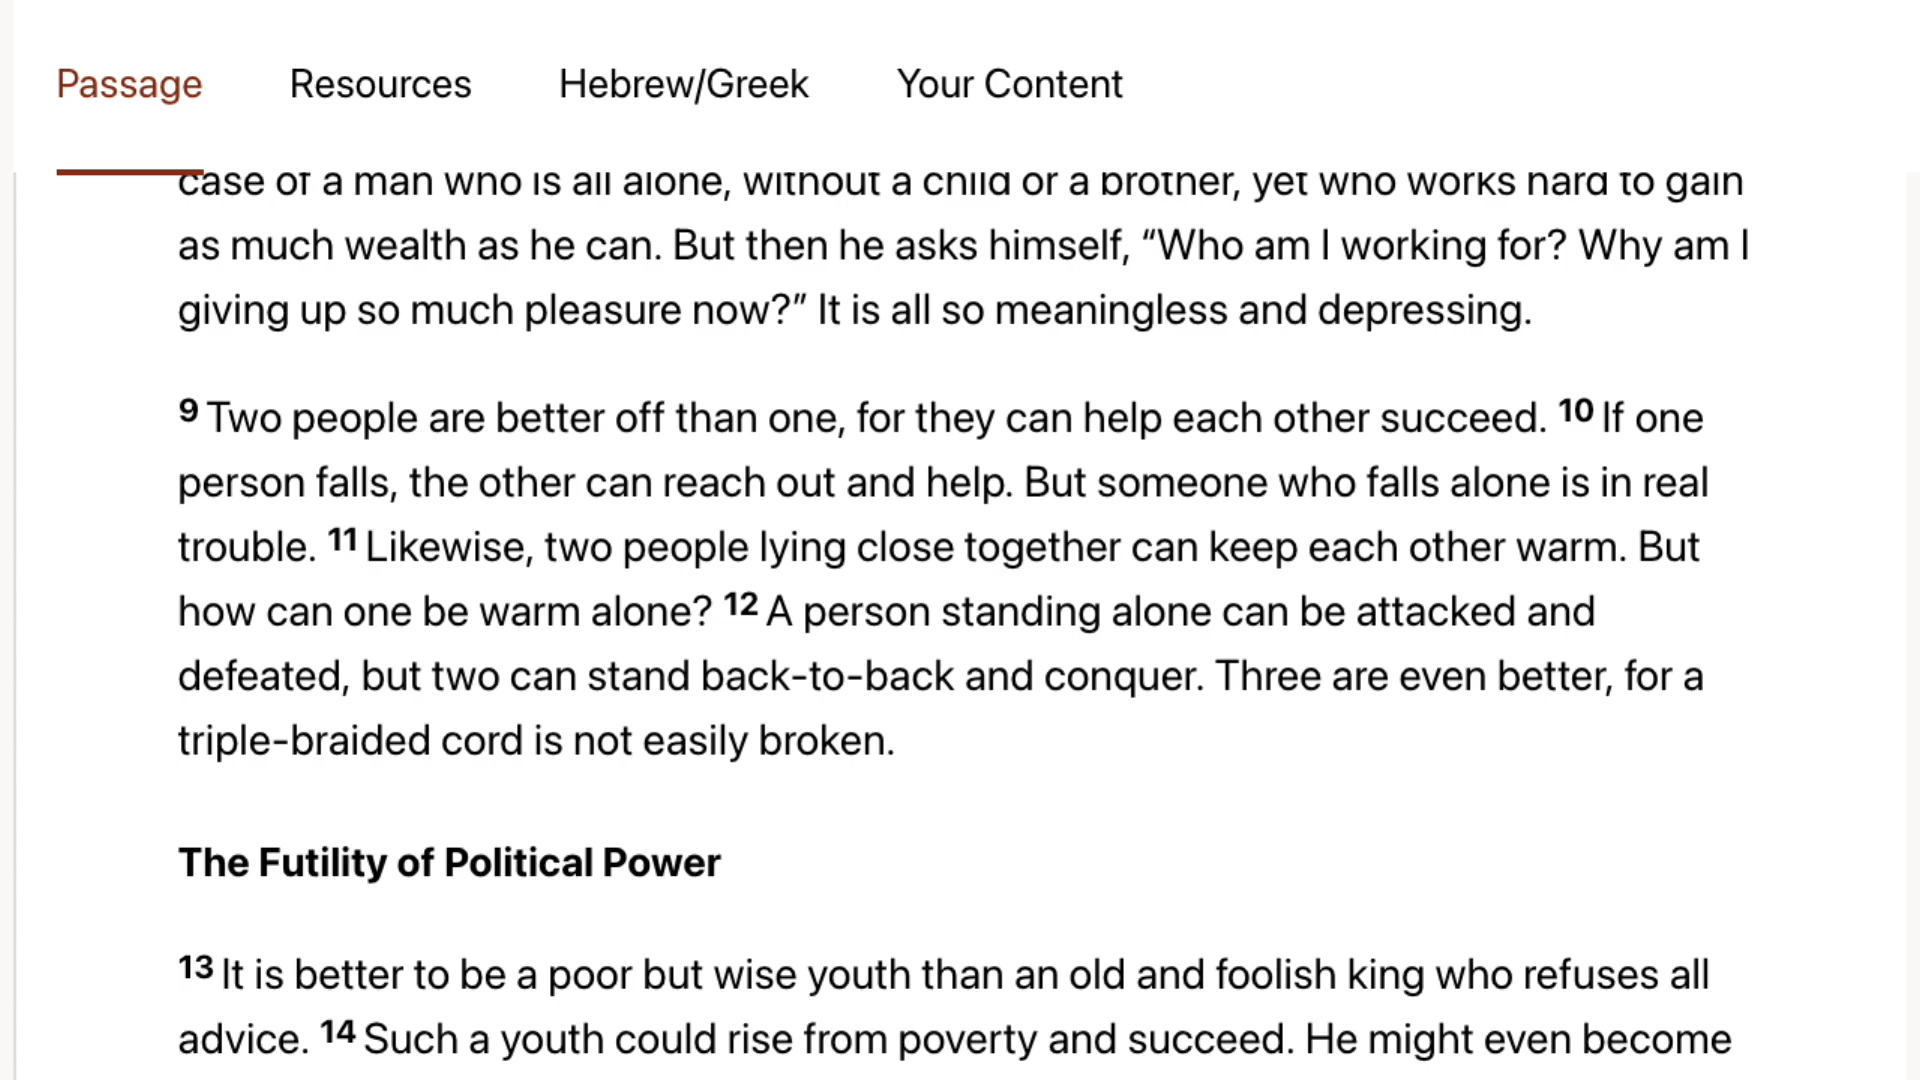 Passage Resources Hebrew/Greek Your Content
case of a man who is all alone, without a child or a brother, yet who works hard to gain
as much wealth as he can. But then he asks himself, “Who am I working for? Why am I
giving up so much pleasure now?” It is all so meaningless and depressing.
9 Two people are better off than one, for they can help each other succeed. 10 If one
person falls, the other can reach out and help. But someone who falls alone is in real
trouble. 11 Likewise, two people lying close together can keep each other warm. But
how can one be warm alone? 12 A person standing alone can be attacked and
defeated, but two can stand back-to-back and conquer. Three are even better, for a
triple-braided cord is not easily broken.
The Futility of Political Power
13 It is better to be a poor but wise youth than an old and foolish king who refuses all
advice. 14 Such a youth could rise from poverty and succeed. He might even become